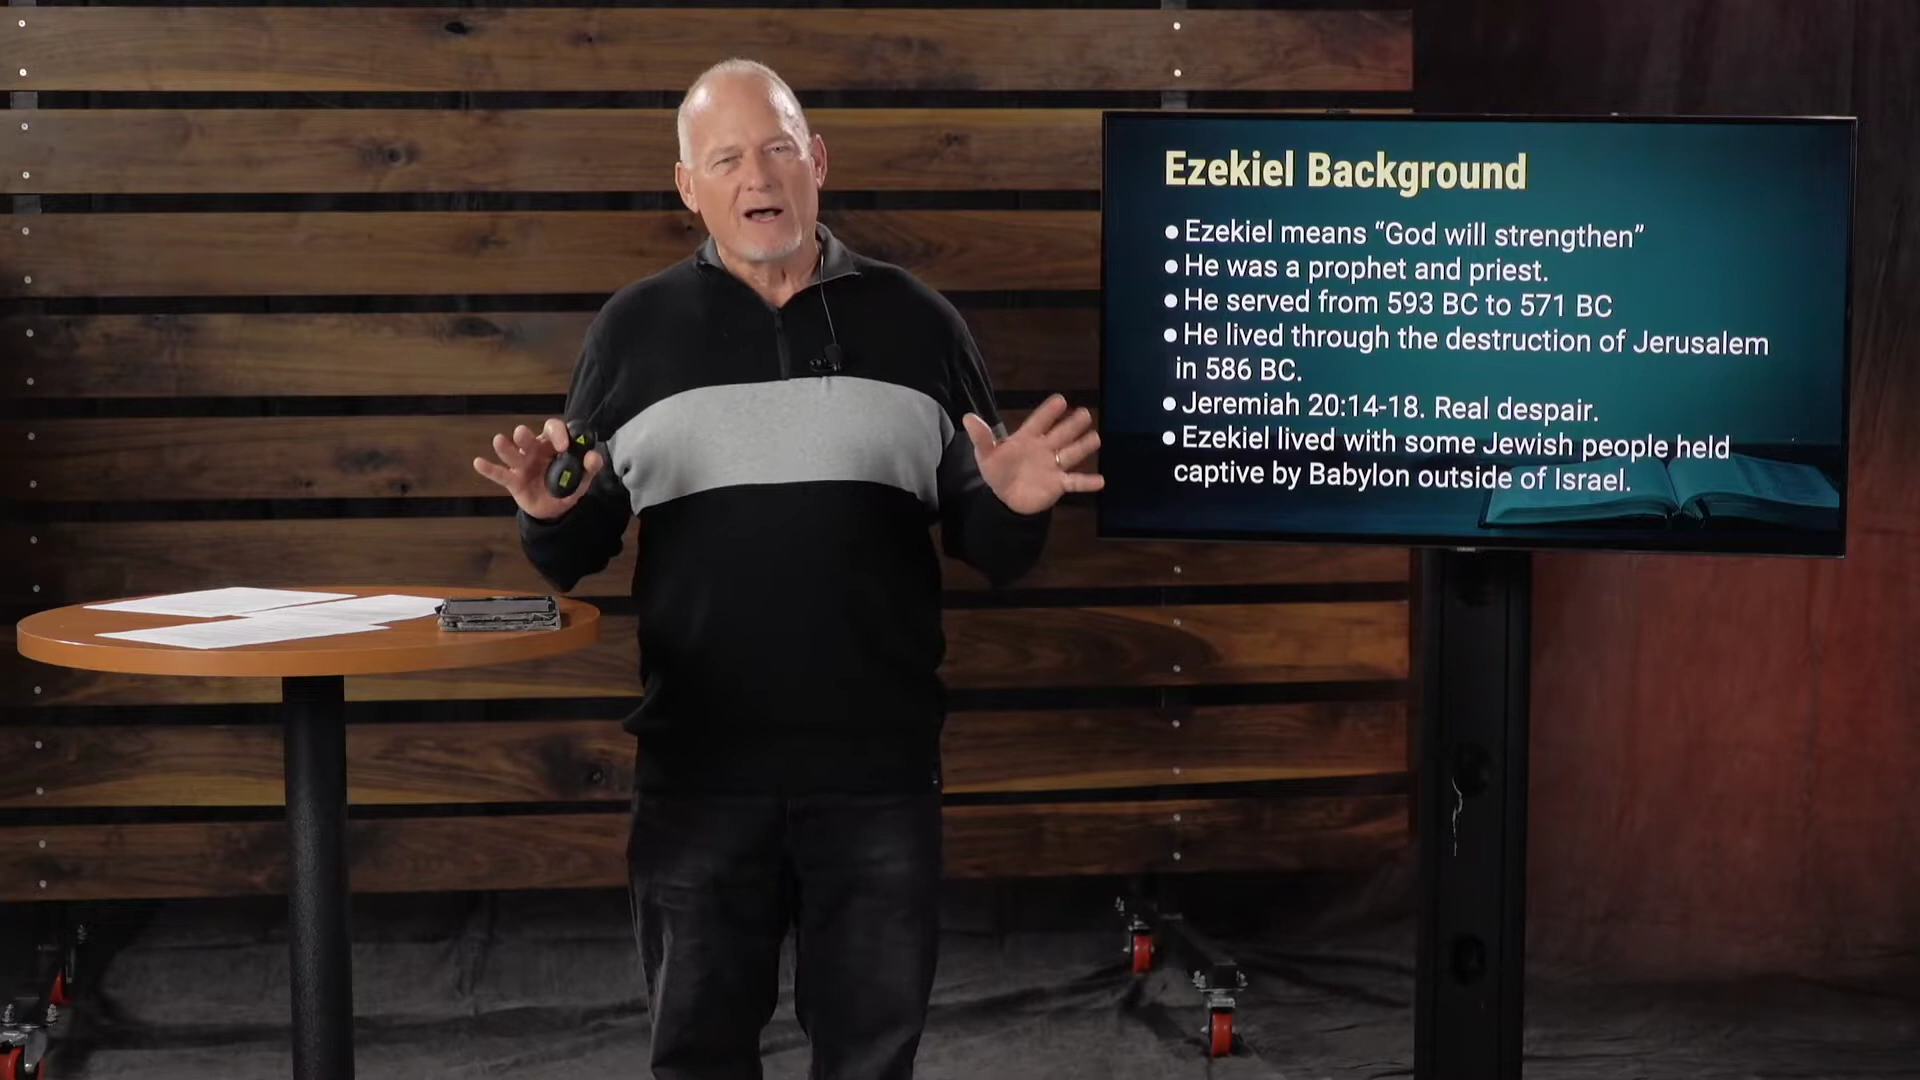 Ezekiel Background
● Ezekiel means “God will strengthen”
● He was a prophet and priest.
● He served from 593 BC to 571 BC
● He lived through the destruction of Jerusalem
in 586 BC.
● Jeremiah 20:14-18. Real despair.
● Ezekiel lived with some Jewish people held
captive by Babylon outside of Israel.